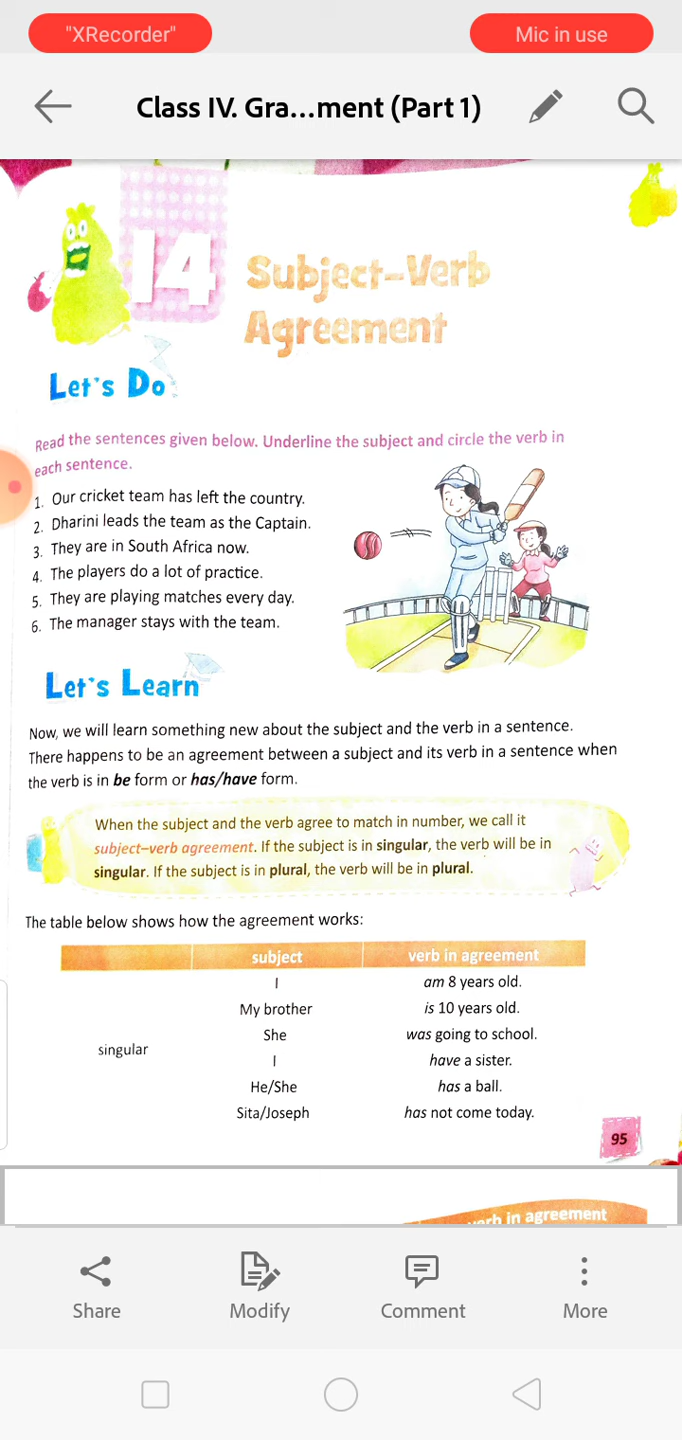 "XRecorder"
Mic in use
Class IV. Gra...ment (Part 1)
14
Subject-Verb
Agreement
Let's Do
Read the sentences given below. Underline the subject and circle the verb in
each sentence.
1. Our cricket team has left the country.
2. Dharini leads the team as the Captain.
3. They are in South Africa now.
4. The players do a lot of practice.
5. They are playing matches every day.
6. The manager stays with the team.
Let's Learn
Now, we will learn something new about the subject and the verb in a sentence.
There happens to be an agreement between a subject and its verb in a sentence when
the verb is in be form or has/have form.
When the subject and the verb agree to match in number, we call it
subject-verb agreement. If the subject is in singular, the verb will be in
singular. If the subject is in plural, the verb will be in plural.
The table below shows how the agreement works:
subject verb in agreement
I am 8 years old.
My brother is 10 years old.
She was going to school.
singular
I have a sister.
He/She has a ball.
Sita/Joseph has not come today.
95
verb in agreement
Share Modify Comment More